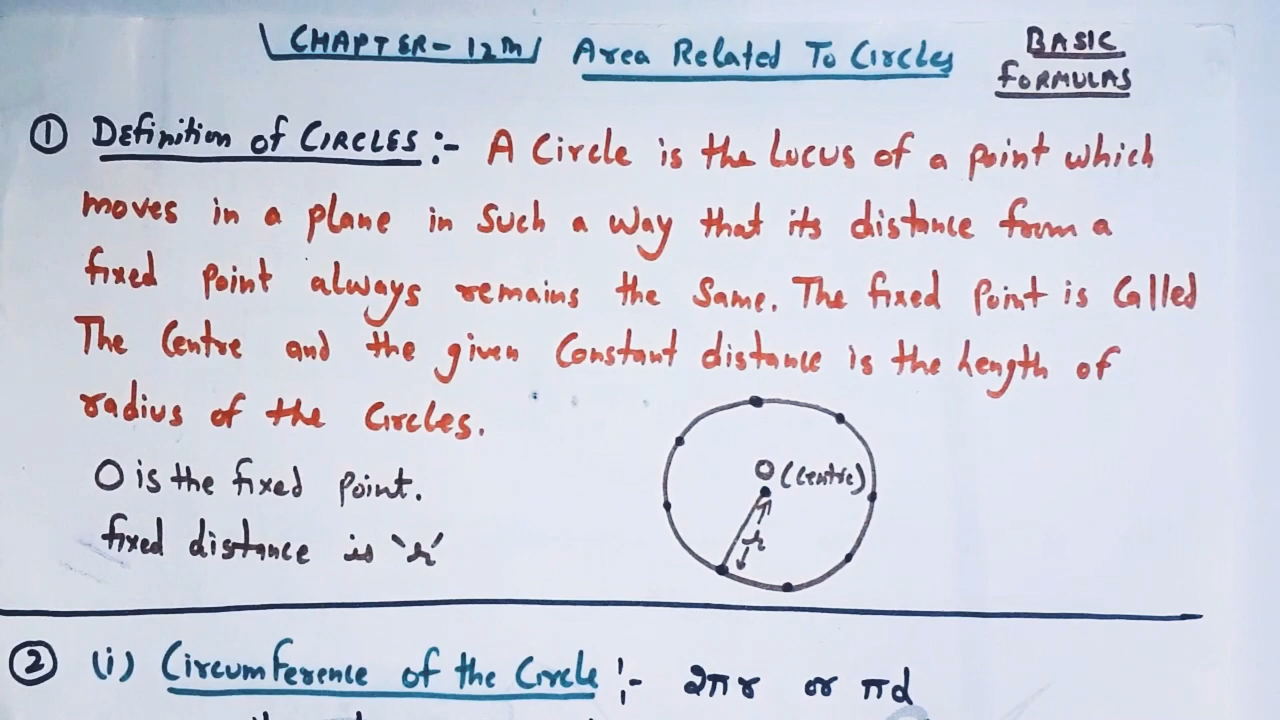 CHAPTER-12th Area Related To Circles BASIC
FORMULAS
① Definition of CIRCLES :- A Circle is the Locus of a point which
moves in a plane in such a way that its distance from a
fixed point always remains the same. The fixed point is Called
The Centre and the given Constant distance is the length of
radius of the Circles.
O is the fixed point.
fixed distance is 'r'
O (Centre)
r
② (i) Circumference of the Circle :- 2πr or πd